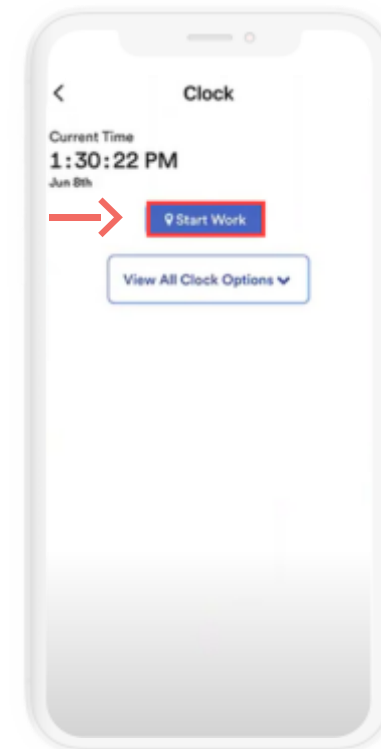 Clock
Current Time
1:30:22 PM
Jun 8th
Start Work
View All Clock Options